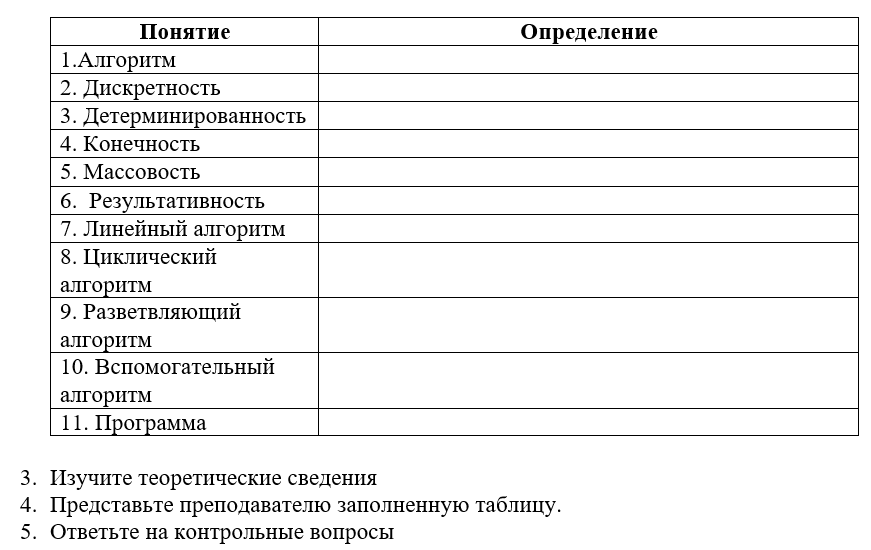 Понятие Определение
1.Алгоритм
2. Дискретность
3. Детерминированность
4. Конечность
5. Массовость
6. Результативность
7. Линейный алгоритм
8. Циклический
алгоритм
9. Разветвляющий
алгоритм
10. Вспомогательный
алгоритм
11. Программа
3. Изучите теоретические сведения
4. Представьте преподавателю заполненную таблицу.
5. Ответьте на контрольные вопросы